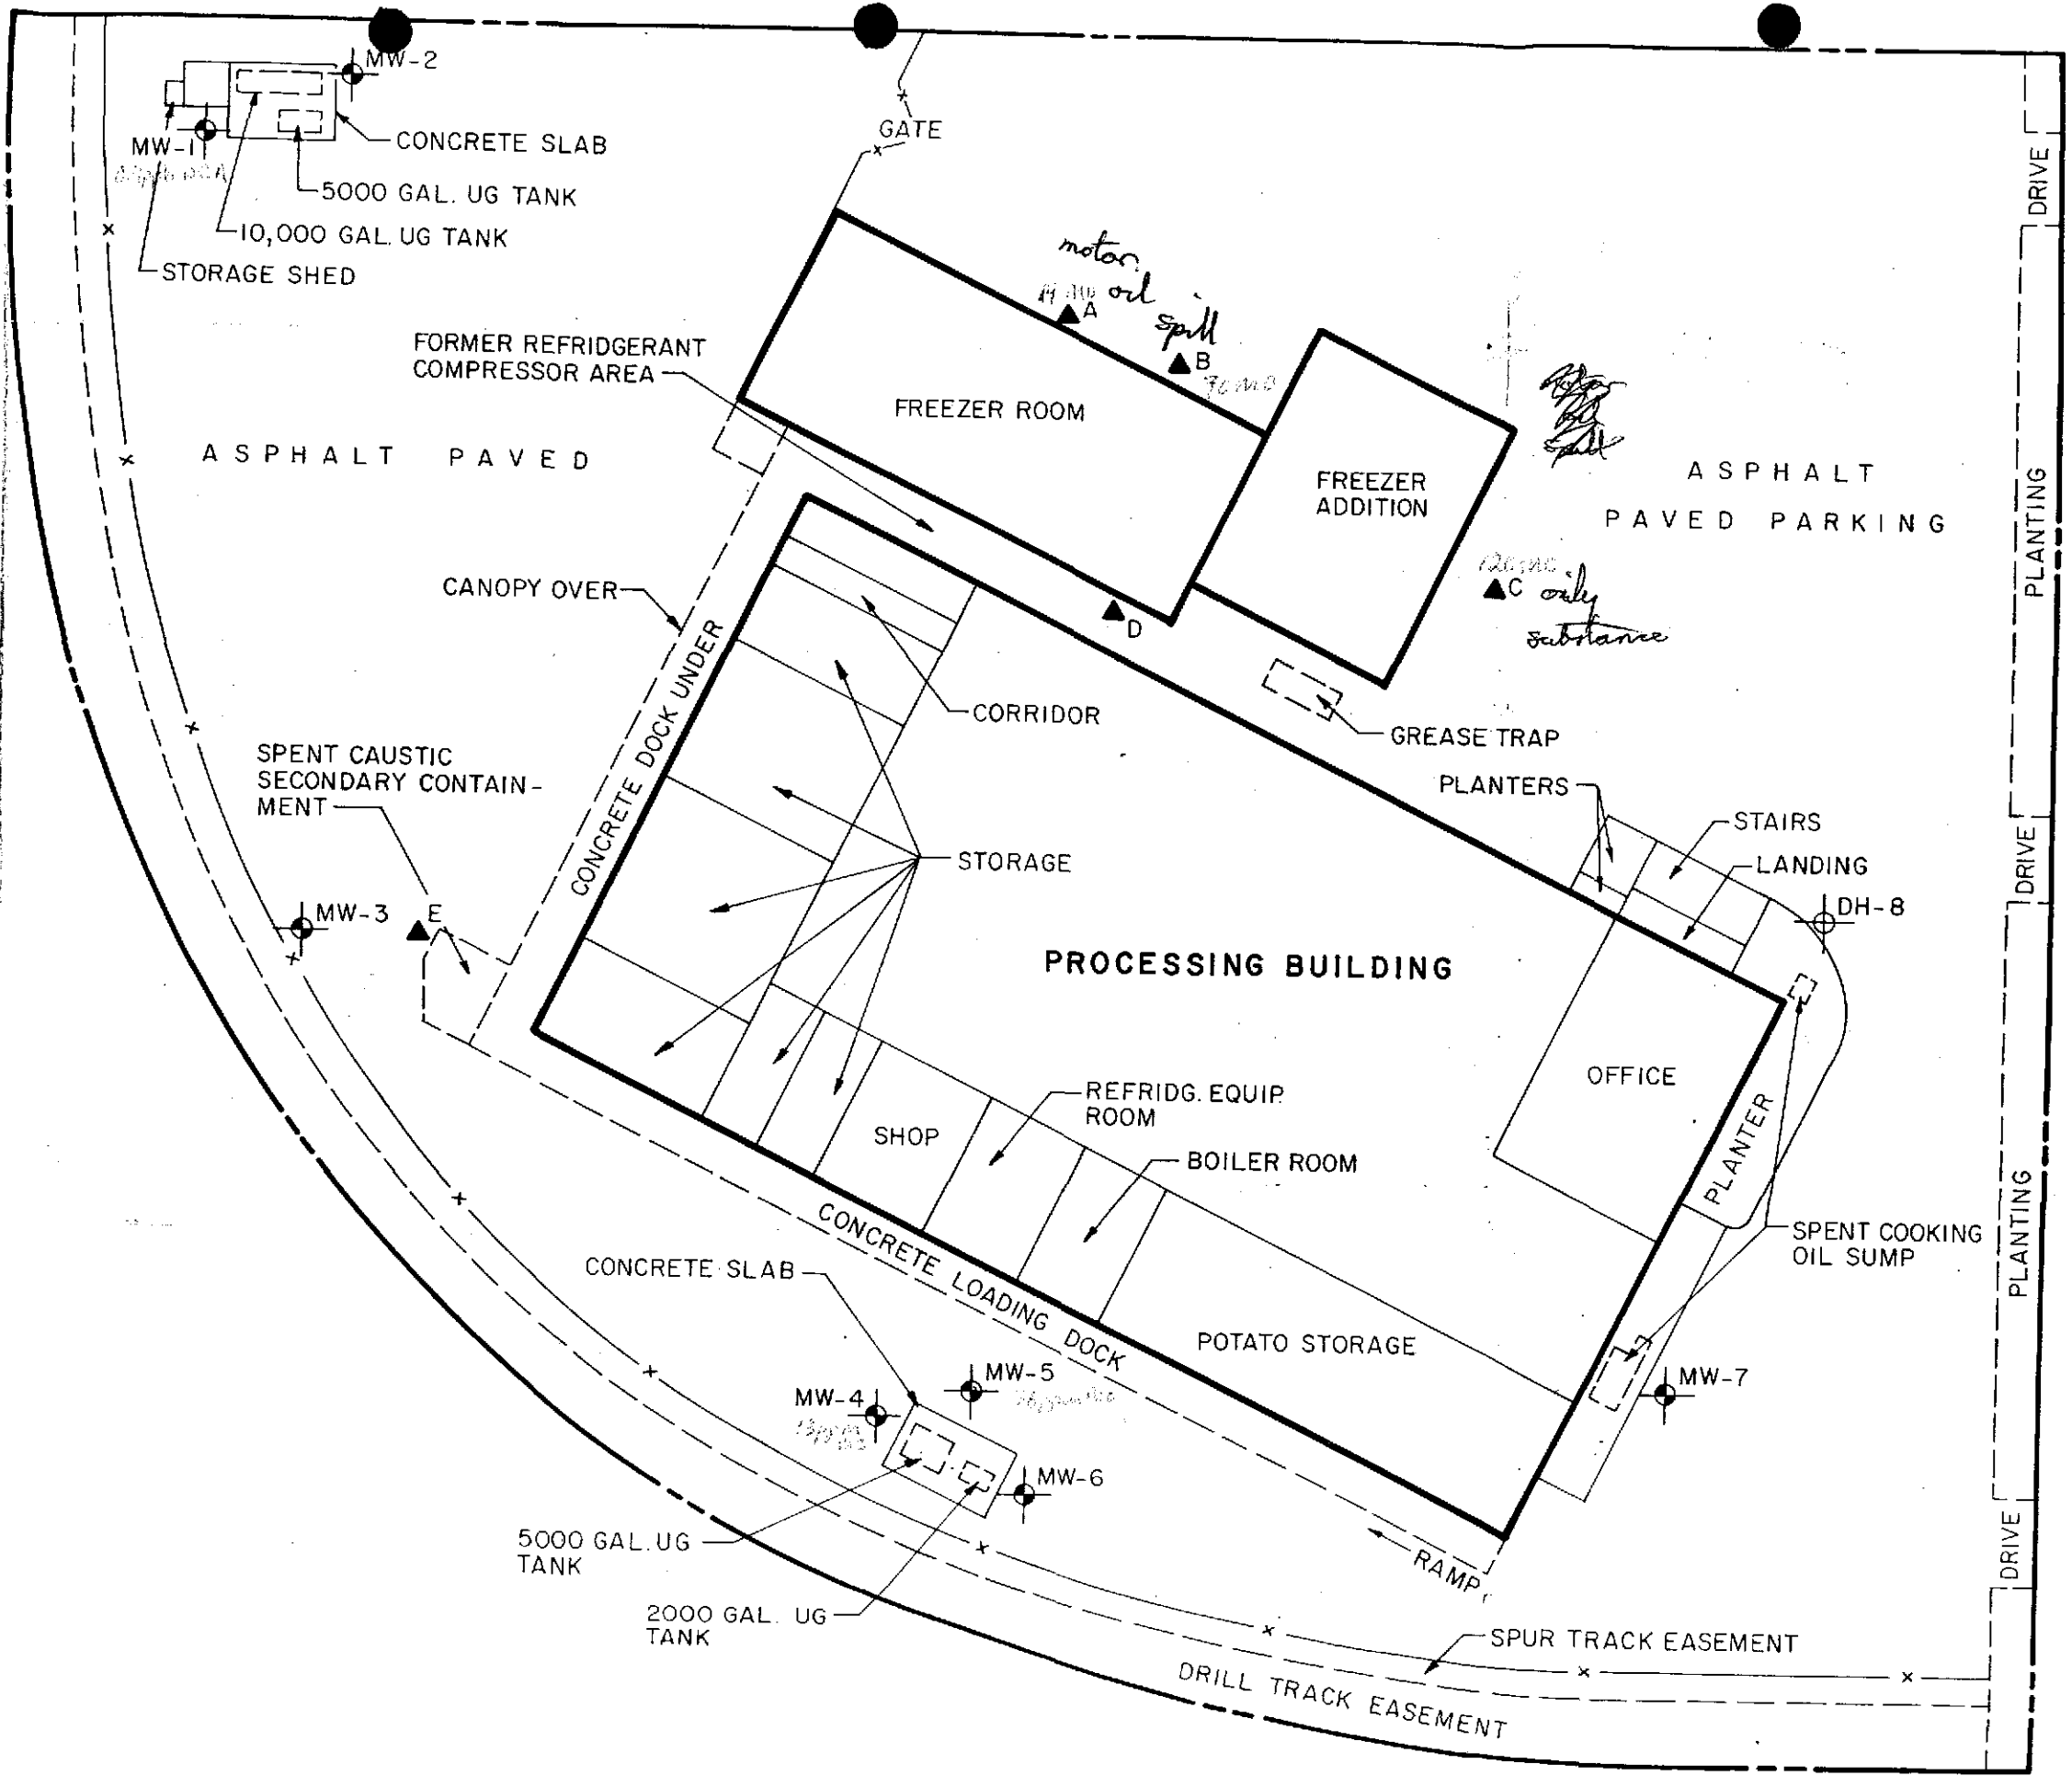 MW-2
GATE
MW-1
CONCRETE SLAB
5000 GAL. UG TANK
10,000 GAL. UG TANK
STORAGE SHED
DRIVE
motor
oil
spill
A
B
FORMER REFRIDGERANT
COMPRESSOR AREA
FREEZER ROOM
FREEZER
ADDITION
ASPHALT PAVED
ASPHALT
PAVED PARKING
PLANTING
C oily
substance
D
CANOPY OVER
CONCRETE DOCK UNDER
CORRIDOR
GREASE TRAP
SPENT CAUSTIC
SECONDARY CONTAIN-
MENT
PLANTERS
STAIRS
LANDING
DRIVE
STORAGE
MW-3
E
DH-8
PROCESSING BUILDING
OFFICE
PLANTER
REFRIDG. EQUIP.
ROOM
SHOP
BOILER ROOM
PLANTING
SPENT COOKING
OIL SUMP
CONCRETE LOADING DOCK
CONCRETE SLAB
POTATO STORAGE
MW-5
MW-4
MW-7
MW-6
5000 GAL. UG
TANK
2000 GAL. UG
TANK
RAMP
DRIVE
SPUR TRACK EASEMENT
DRILL TRACK EASEMENT